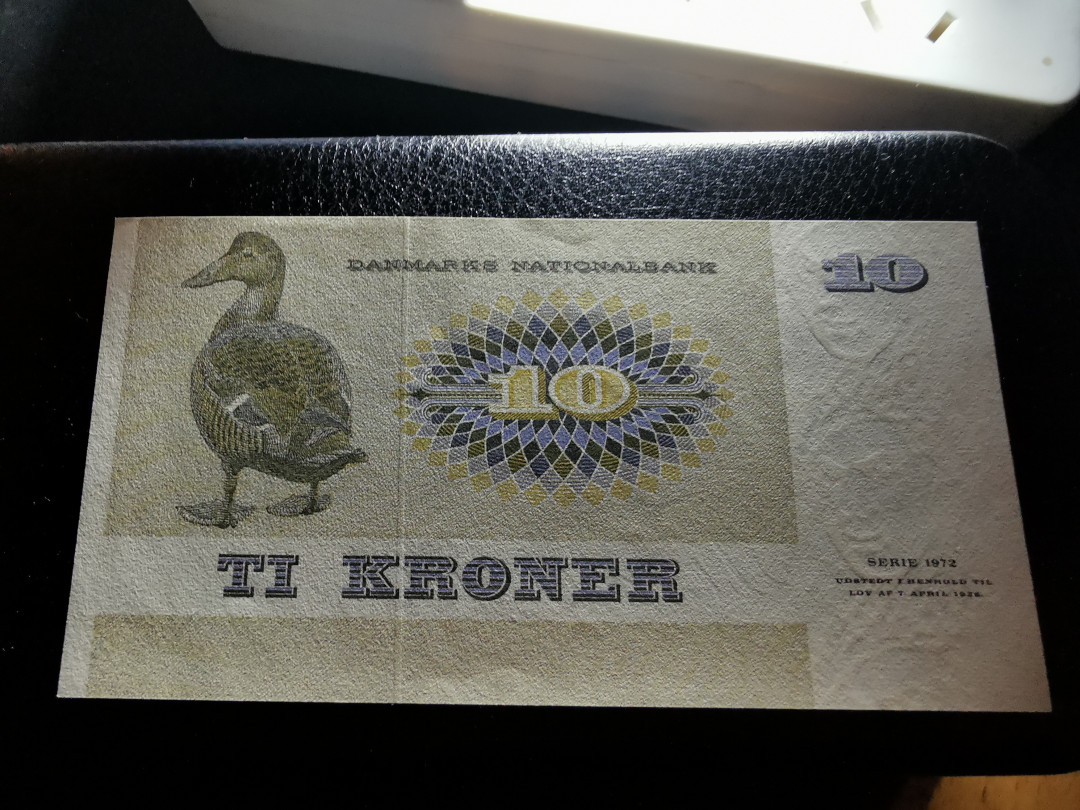 DANMARKS NATIONALBANK
10
10
TI KRONER
SERIE 1972
UDSTEDT I HENHOLD TIL
LOV AF 7. APRIL 1936.